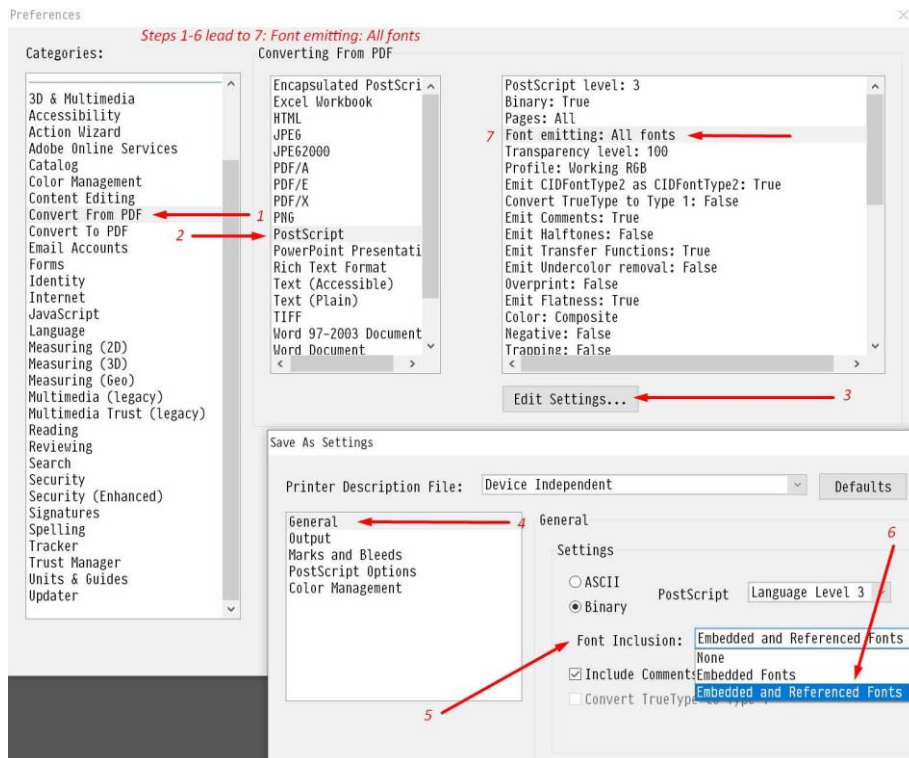 Preferences
Steps 1-6 lead to 7: Font emitting: All fonts
Categories:
3D & Multimedia
Accessibility
Action Wizard
Adobe Online Services
Catalog
Color Management
Content Editing
Convert From PDF
Convert To PDF
Email Accounts
Forms
Identity
Internet
JavaScript
Language
Measuring (2D)
Measuring (3D)
Measuring (Geo)
Multimedia (legacy)
Multimedia Trust (legacy)
Reading
Reviewing
Search
Security
Security (Enhanced)
Signatures
Spelling
Tracker
Trust Manager
Units & Guides
Updater
1
2
Converting From PDF
Encapsulated PostScri
Excel Workbook
HTML
JPEG
JPEG2000
PDF/A
PDF/E
PDF/X
PNG
PostScript
PowerPoint Presentati
Rich Text Format
Text (Accessible)
Text (Plain)
TIFF
Word 97-2003 Document
Word Document
PostScript level: 3
Binary: True
Pages: All
7 Font emitting: All fonts
Transparency level: 100
Profile: Working RGB
Emit CIDFontType2 as CIDFontType2: True
Convert TrueType to Type 1: False
Emit Comments: True
Emit Halftones: False
Emit Transfer Functions: True
Emit Undercolor removal: False
Overprint: False
Emit Flatness: True
Color: Composite
Negative: False
Trapping: False
Edit Settings...
3
Save As Settings
Printer Description File:
Device Independent
Defaults
General
Output
Marks and Bleeds
PostScript Options
Color Management
4
General
6
Settings
ASCII
Binary
PostScript
Language Level 3
Font Inclusion:
Embedded and Referenced Fonts
None
Embedded Fonts
Embedded and Referenced Fonts
Include Comments
Convert TrueType to Type
5